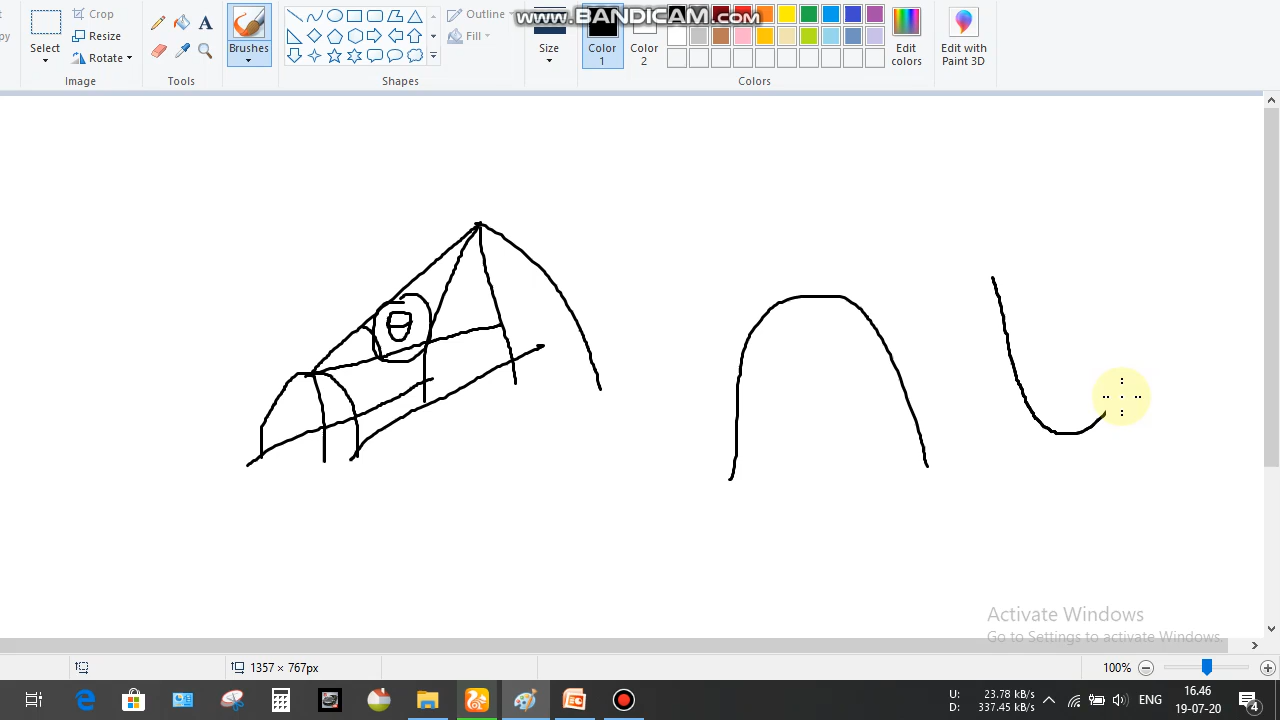 www.BANDICAM.com
Crop
Resize
Rotate
Select
Image
Tools
Brushes
Shapes
Outline
Fill
Size
Color 1
Color 2
Colors
Edit colors
Edit with Paint 3D
Activate Windows
Go to Settings to activate Windows.
1357 × 767px
100%
U: 23.78 kB/s
D: 337.45 kB/s
ENG
16.46
19-07-20
4